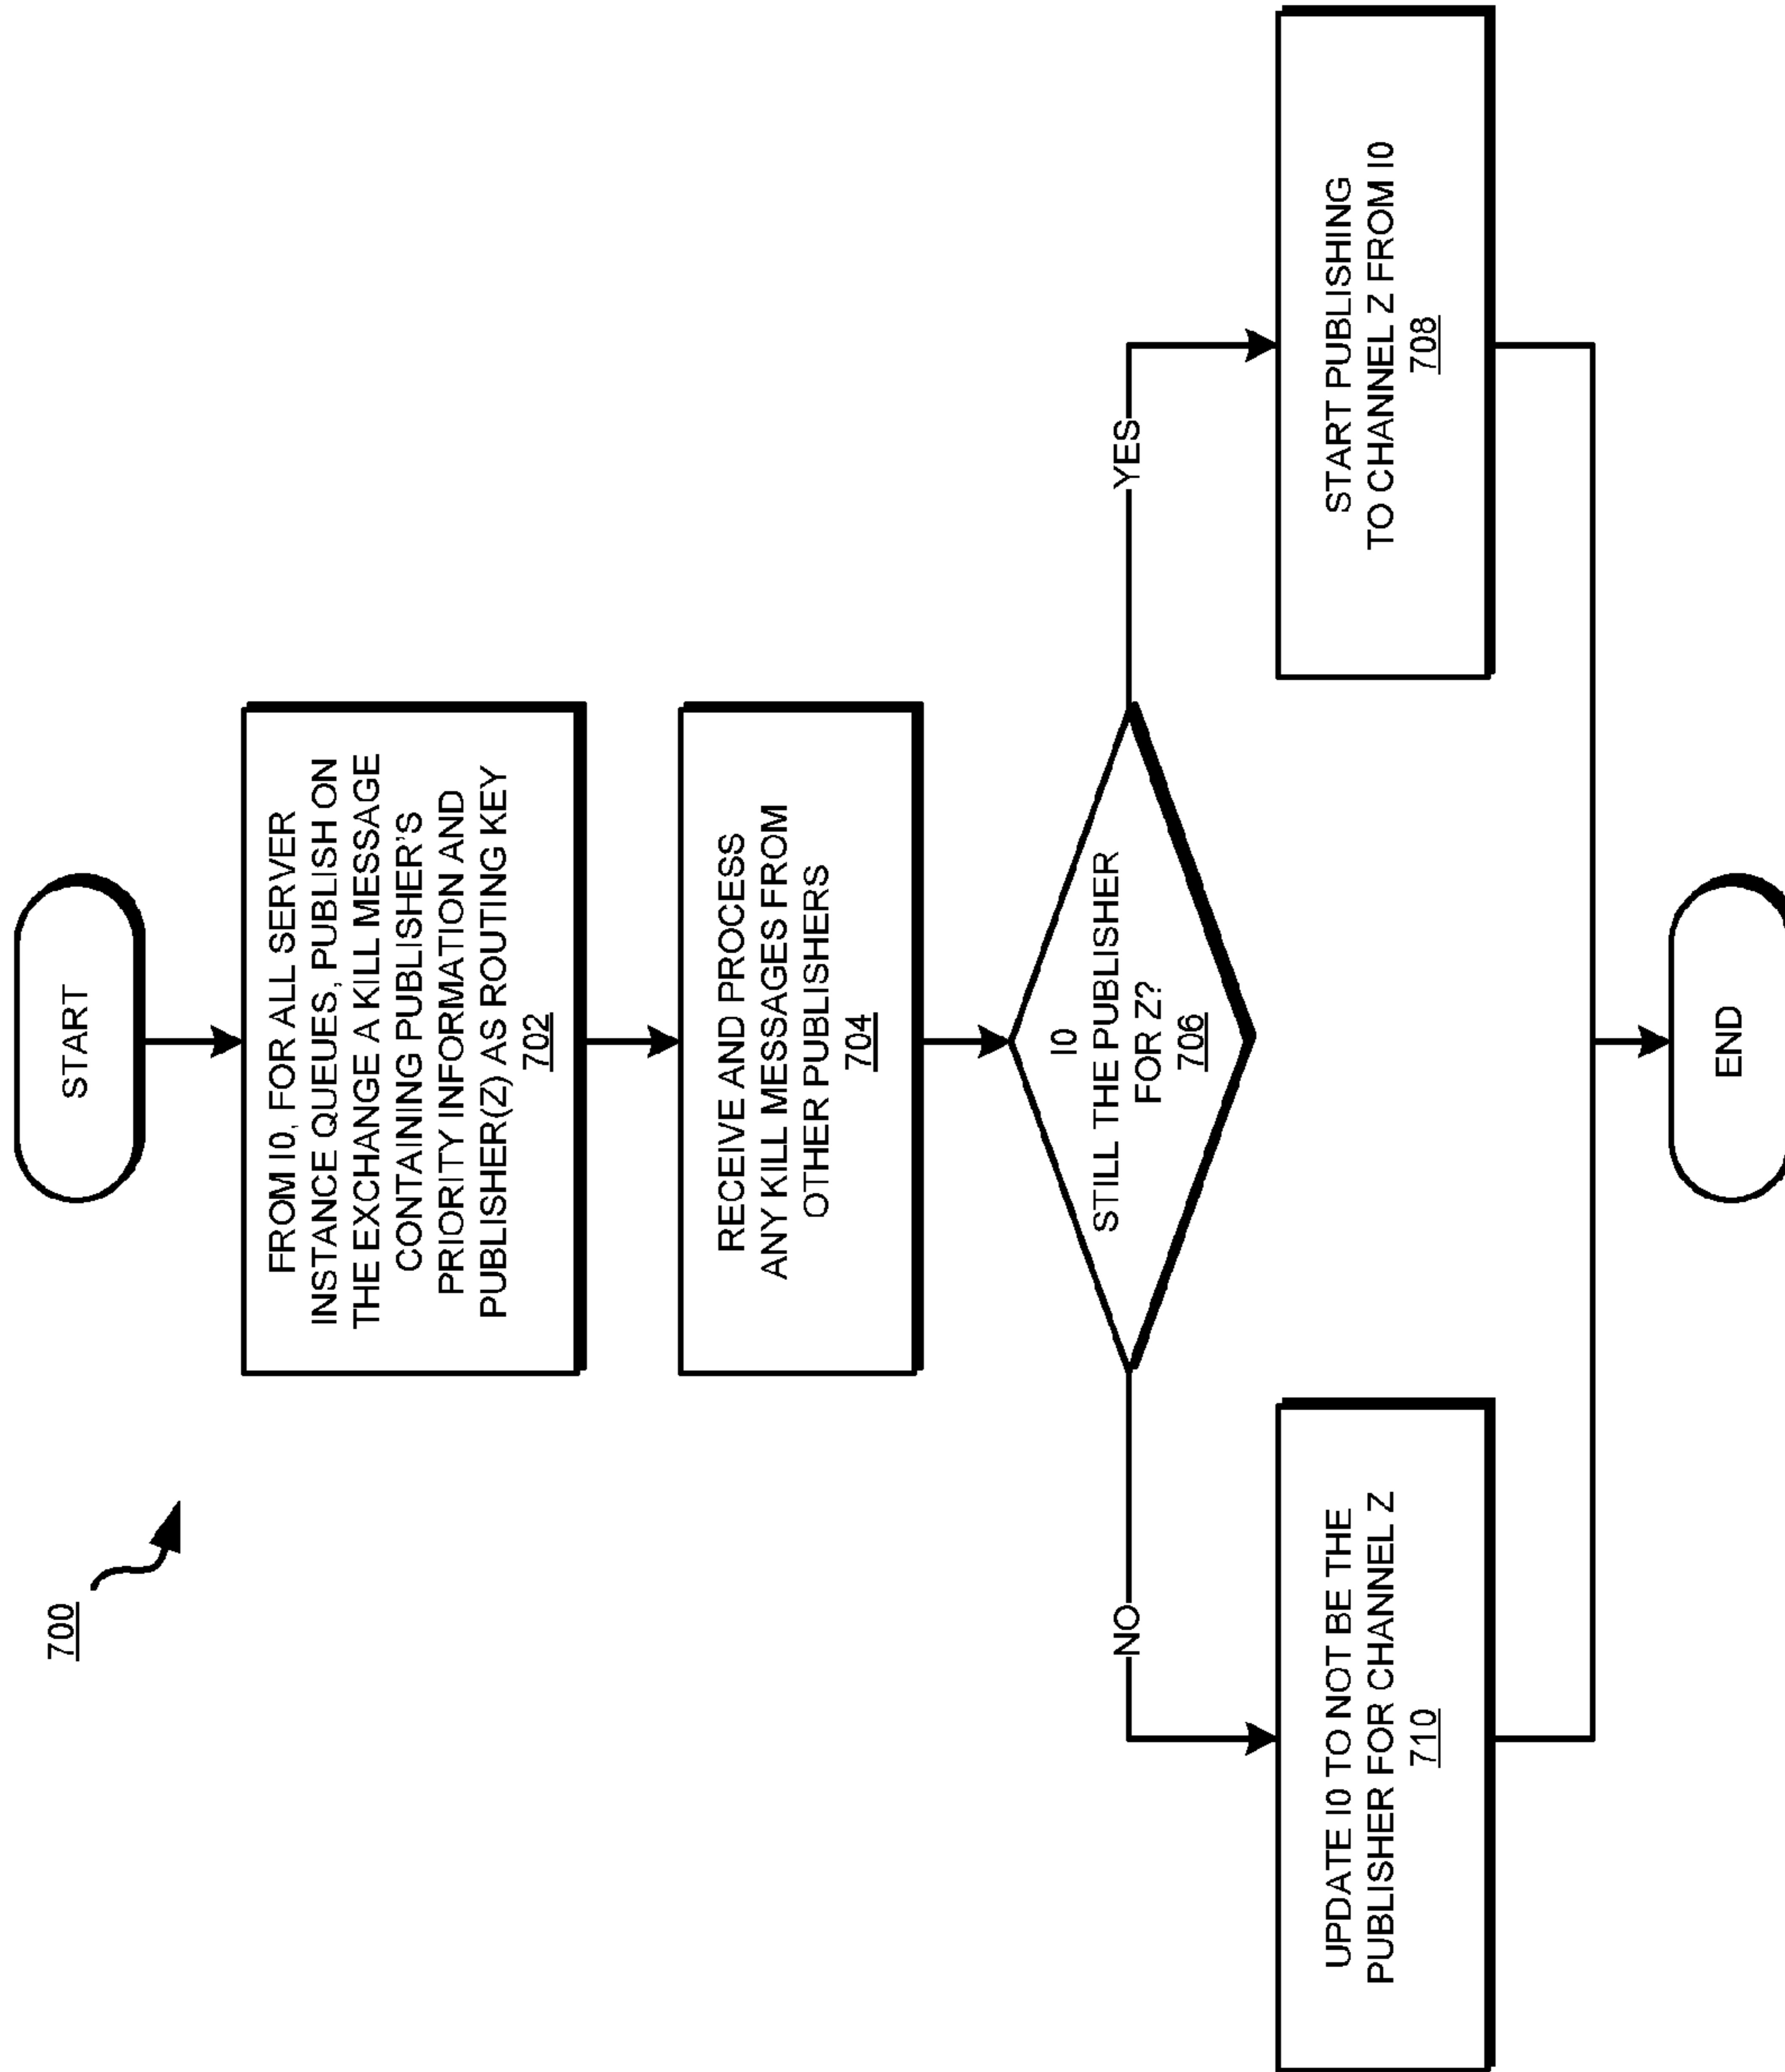 700
START
FROM I0, FOR ALL SERVER
INSTANCE QUEUES, PUBLISH ON
THE EXCHANGE A KILL MESSAGE
CONTAINING PUBLISHER'S
PRIORITY INFORMATION AND
PUBLISHER(Z) AS ROUTING KEY
702
RECEIVE AND PROCESS
ANY KILL MESSAGES FROM
OTHER PUBLISHERS
704
I0
STILL THE PUBLISHER
FOR Z?
706
NO
YES
UPDATE I0 TO NOT BE THE
PUBLISHER FOR CHANNEL Z
710
START PUBLISHING
TO CHANNEL Z FROM I0
708
END